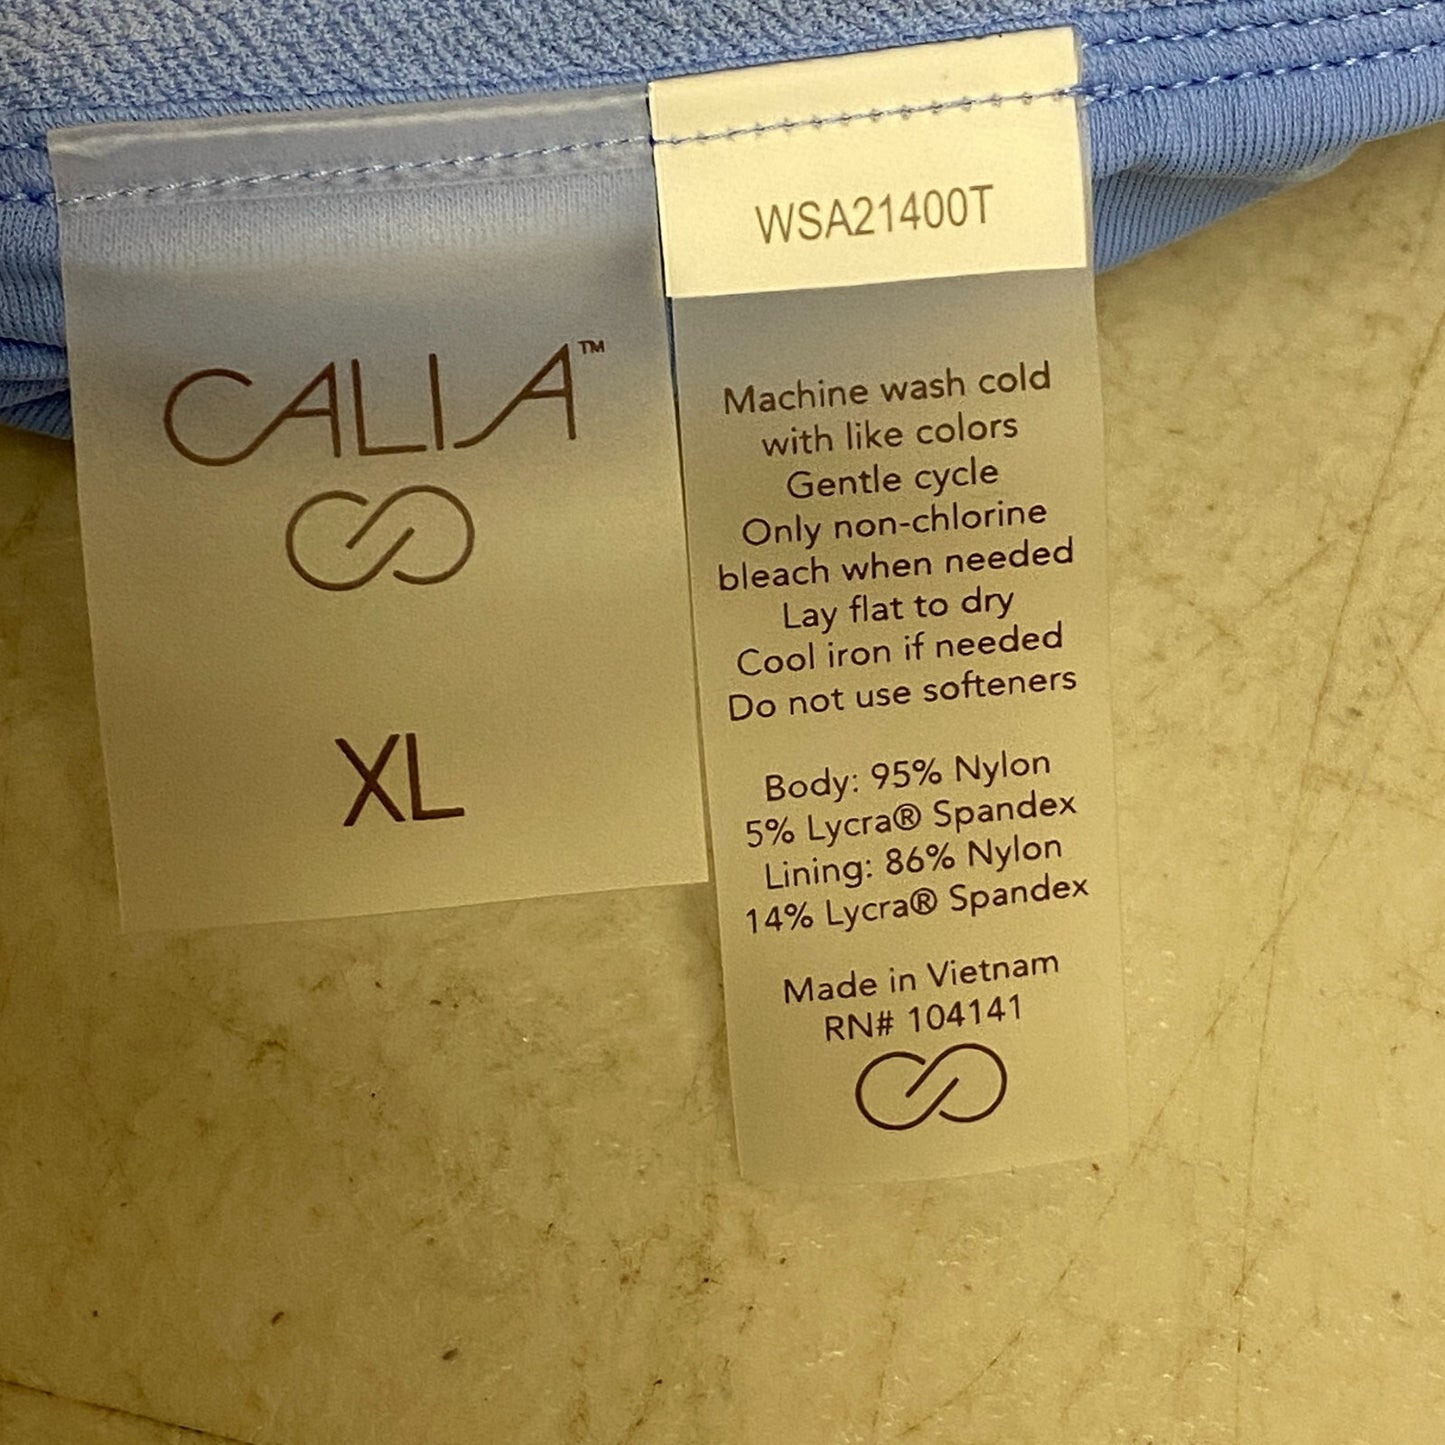 CALIA™
XL
WSA21400T
Machine wash cold
with like colors
Gentle cycle
Only non-chlorine
bleach when needed
Lay flat to dry
Cool iron if needed
Do not use softeners
Body: 95% Nylon
5% Lycra® Spandex
Lining: 86% Nylon
14% Lycra® Spandex
Made in Vietnam
RN# 104141